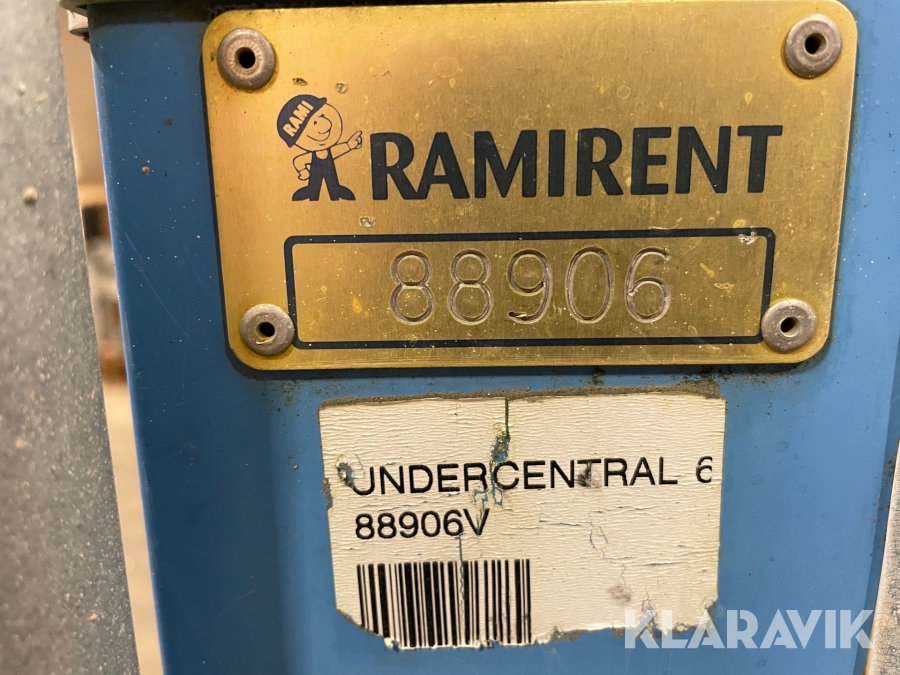 RAMI
RAMIRENT
88906
UNDERCENTRAL 6
88906V
KLARAVIK